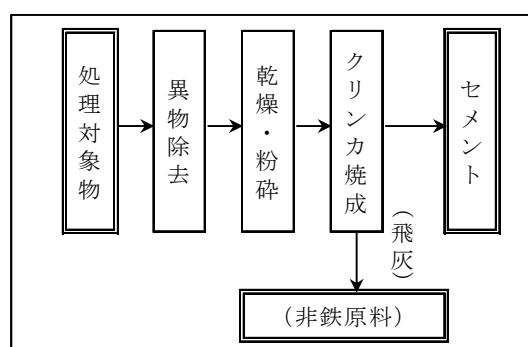 処理対象物
異物除去
乾燥・粉砕
クリンカ焼成
セメント
(飛灰)
(非鉄原料)